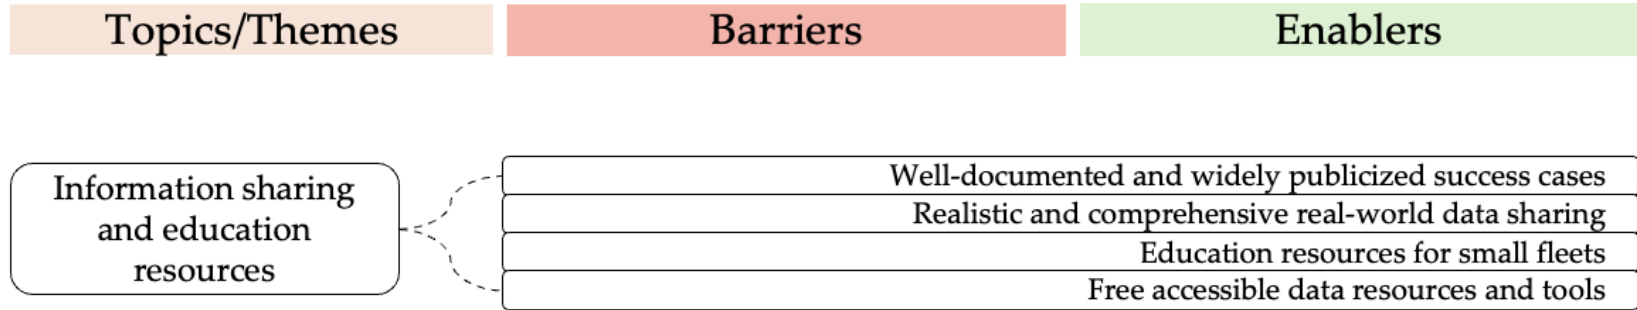 Topics/Themes
Barriers
Enablers
Information sharing
and education
resources
Well-documented and widely publicized success cases
Realistic and comprehensive real-world data sharing
Education resources for small fleets
Free accessible data resources and tools